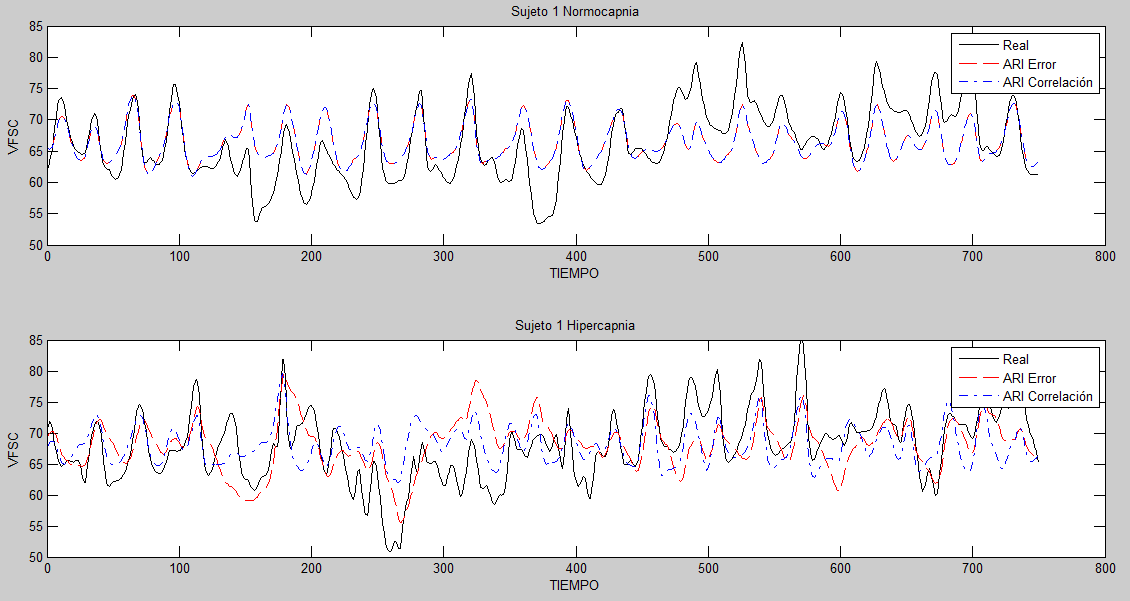 Sujeto 1 Normocapnia
85
80
75
70
65
60
55
50
VFSC
0 100 200 300 400 500 600 700 800
TIEMPO
Real
ARI Error
ARI Correlación
Sujeto 1 Hipercapnia
85
80
75
70
65
60
55
50
VFSC
0 100 200 300 400 500 600 700 800
TIEMPO
Real
ARI Error
ARI Correlación